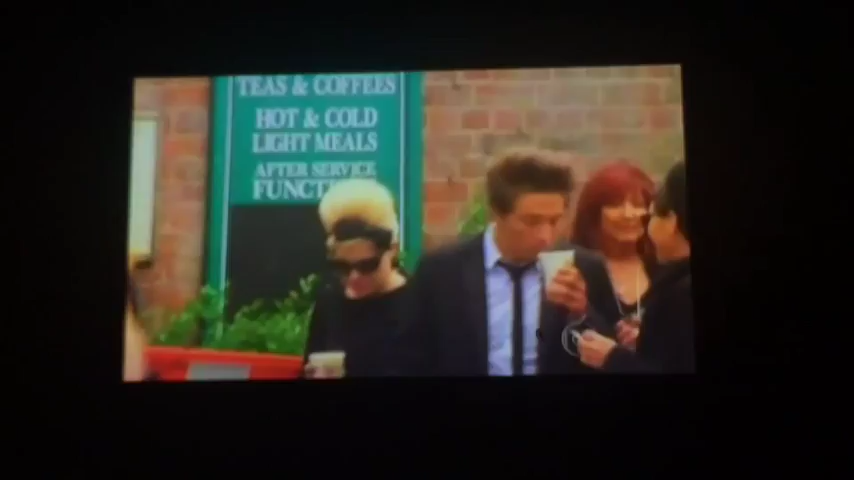 TEAS & COFFEES
HOT & COLD
LIGHT MEALS
AFTER SERVICE